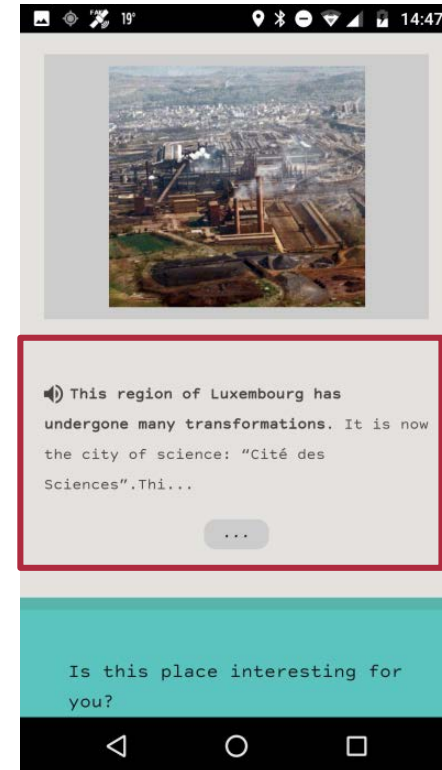 FAKE 19° 14:47
This region of Luxembourg has
undergone many transformations. It is now
the city of science: “Cité des
Sciences”.Thi...
...
Is this place interesting for
you?